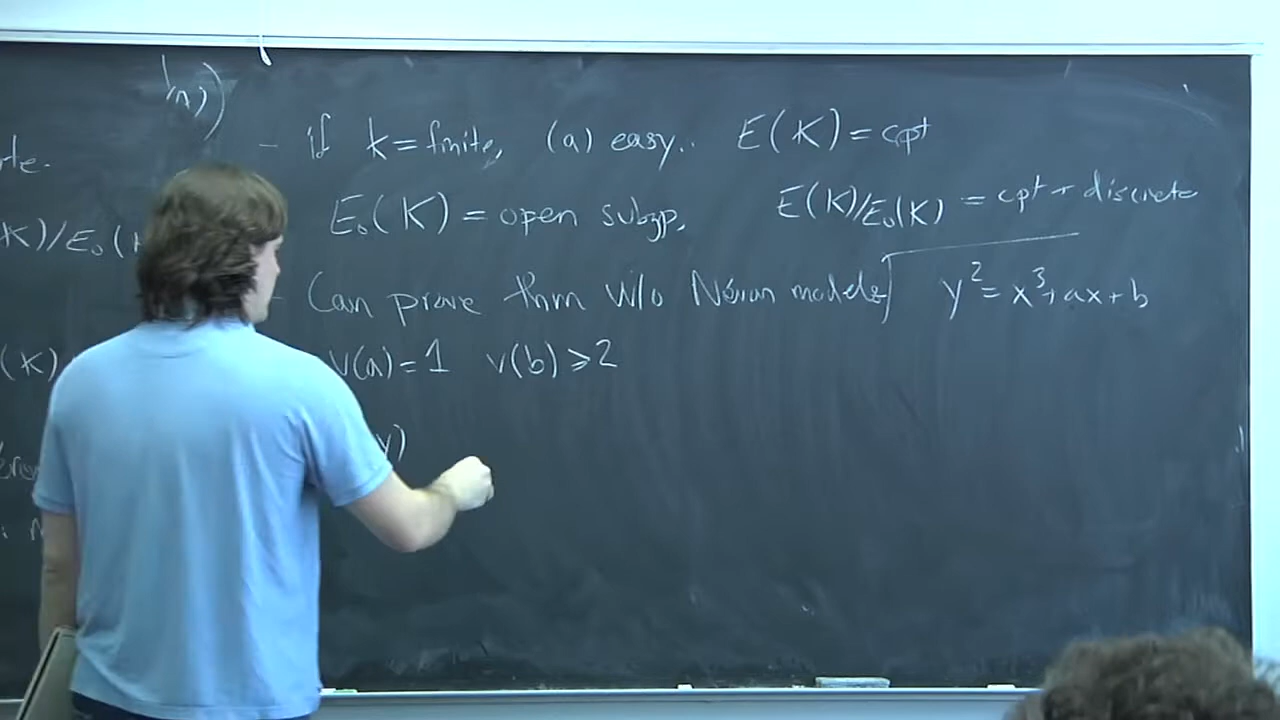 (n))
- if k = finite, (a) easy.. E(K) = cpt
E₀(K) = open subgp, E(K)/E₀(K) = cpt + discrete
K)/E₀(
- Can prove thm w/o Néron models y² = x³ + ax + b
(K) v(a) = 1 v(b) ⩾ 2
y)